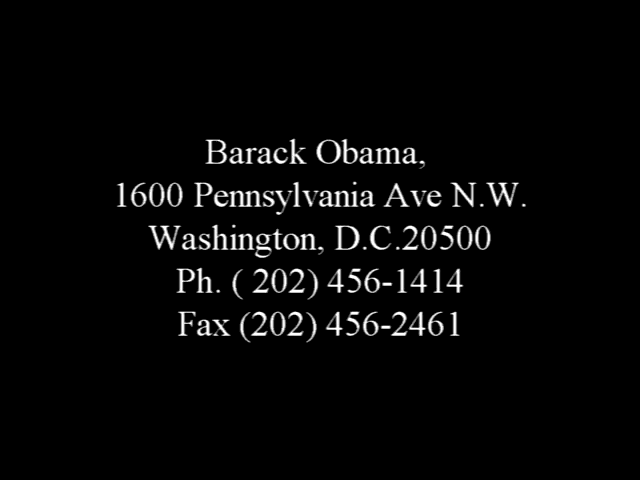 Barack Obama,
1600 Pennsylvania Ave N.W.
Washington, D.C.20500
Ph. ( 202) 456-1414
Fax (202) 456-2461